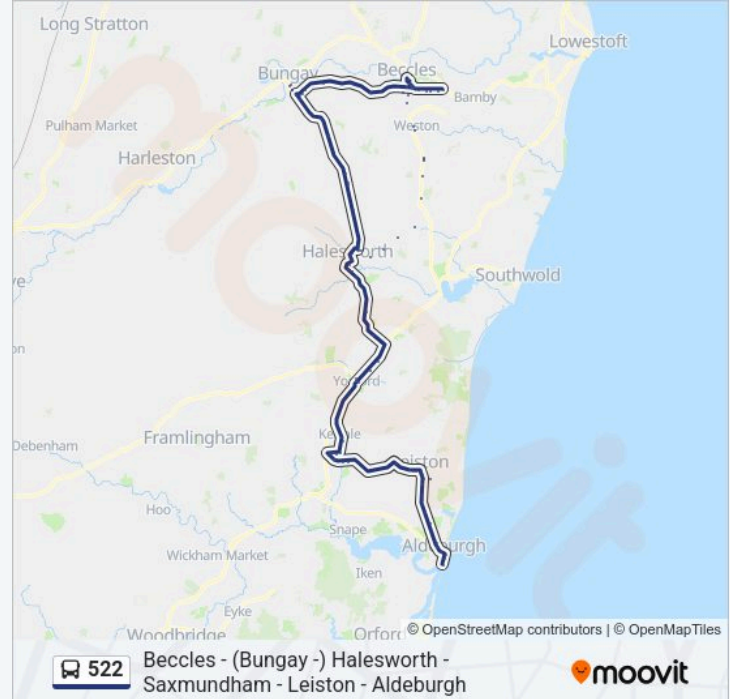 Long Stratton
Lowestoft
Bungay
Beccles
Barnby
Pulham Market
Weston
Harleston
Halesworth
Southwold
Yoxford
Debenham
Framlingham
Leiston
Hoo
Snape
Aldeburgh
Wickham Market
Iken
Eyke
Woodbridge
Orford
© OpenStreetMap contributors | © OpenMapTiles
522
Beccles - (Bungay -) Halesworth -
Saxmundham - Leiston - Aldeburgh
moovit